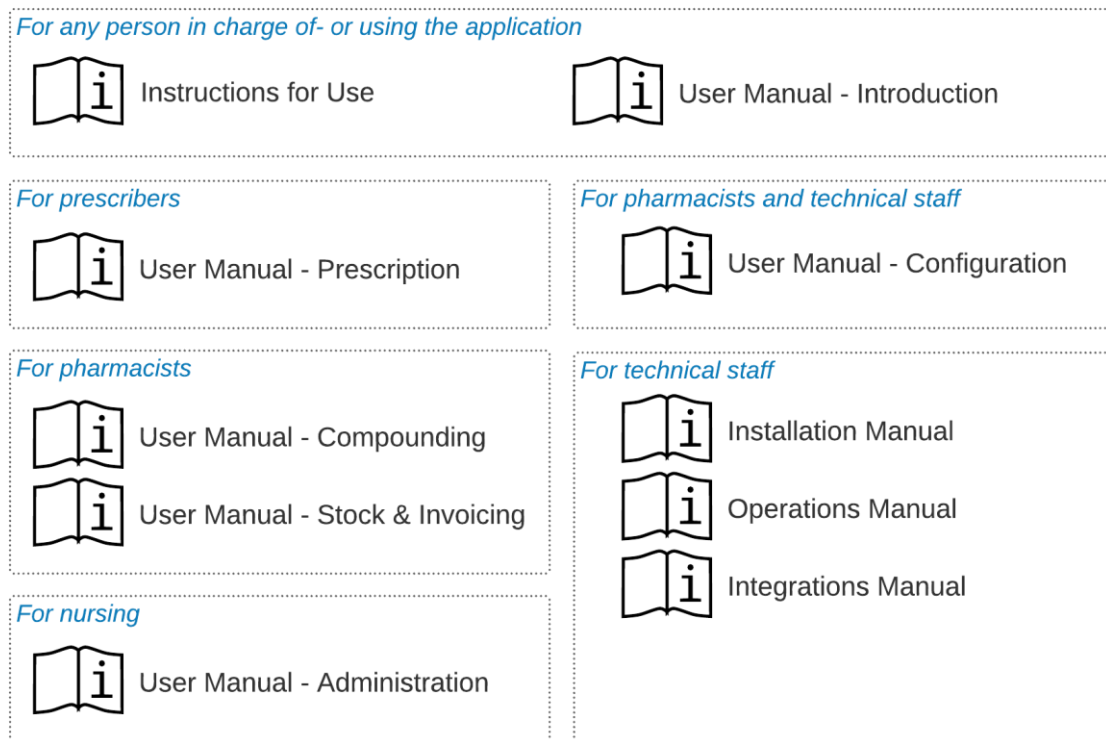 For any person in charge of- or using the application
Instructions for Use
User Manual - Introduction
For prescribers
User Manual - Prescription
For pharmacists and technical staff
User Manual - Configuration
For pharmacists
User Manual - Compounding
User Manual - Stock & Invoicing
For technical staff
Installation Manual
Operations Manual
Integrations Manual
For nursing
User Manual - Administration